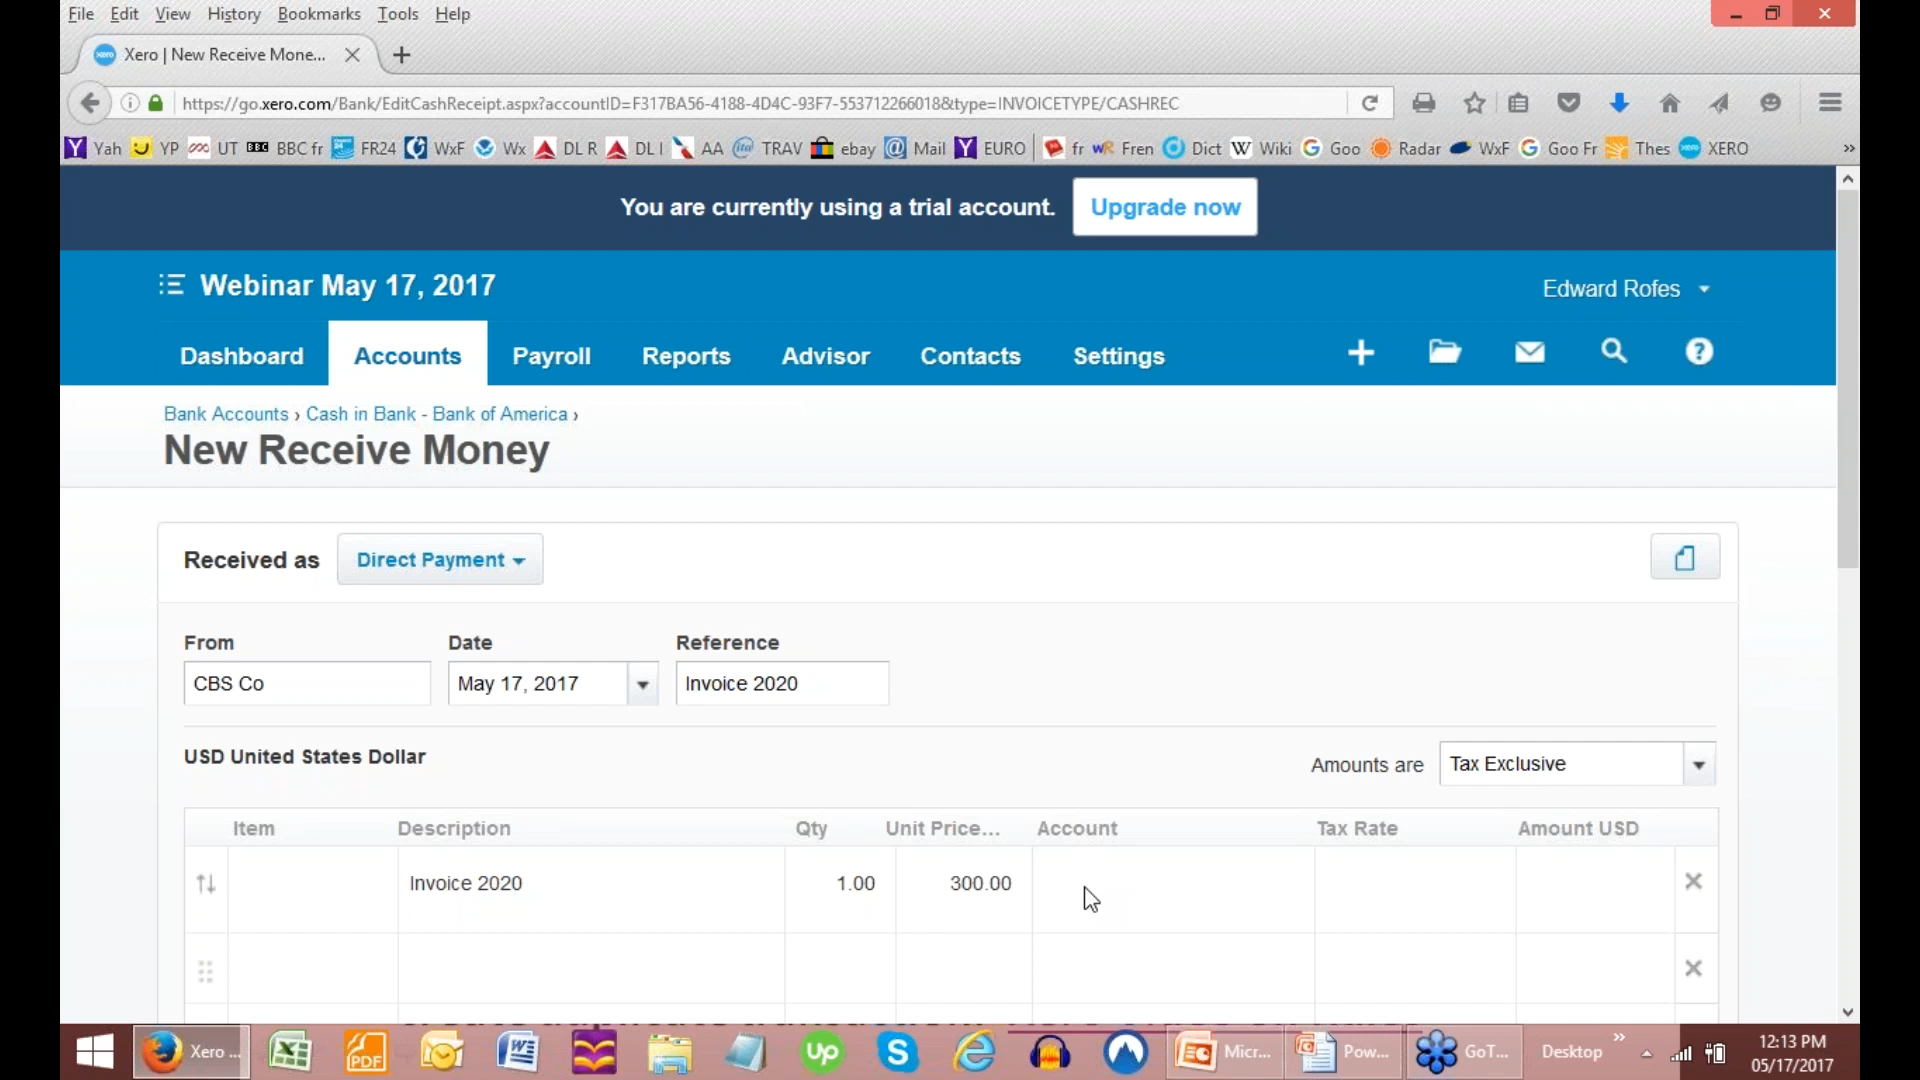 File Edit View History Bookmarks Tools Help
Xero | New Receive Mone...
https://go.xero.com/Bank/EditCashReceipt.aspx?accountID=F317BA56-4188-4D4C-93F7-553712266018&type=INVOICETYPE/CASHREC
Yah YP UT BBC fr FR24 WxF Wx DL R DL I AA TRAV ebay Mail EURO fr Fren Dict Wiki Goo Radar WxF Goo Fr Thes XERO »
You are currently using a trial account. Upgrade now
Webinar May 17, 2017
Edward Rofes
Dashboard Accounts Payroll Reports Advisor Contacts Settings
Bank Accounts › Cash in Bank - Bank of America ›
New Receive Money
Received as Direct Payment
From Date Reference
CBS Co May 17, 2017 Invoice 2020
USD United States Dollar
Amounts are Tax Exclusive
Item Description Qty Unit Price... Account Tax Rate Amount USD
Invoice 2020 1.00 300.00
Xero ... PDF Up Micr... Pow... GoT... Desktop »
12:13 PM
05/17/2017